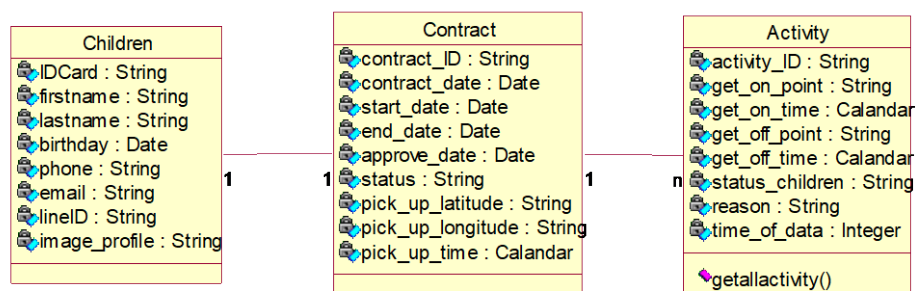 Children
IDCard : String
firstname : String
lastname : String
birthday : Date
phone : String
email : String
lineID : String
image_profile : String
1
Contract
contract_ID : String
contract_date : Date
start_date : Date
end_date : Date
approve_date : Date
status : String
pick_up_latitude : String
pick_up_longitude : String
pick_up_time : Calandar
1
1
Activity
activity_ID : String
get_on_point : String
get_on_time : Calandar
get_off_point : String
get_off_time : Calandar
status_children : String
reason : String
time_of_data : Integer
getallactivity()
n